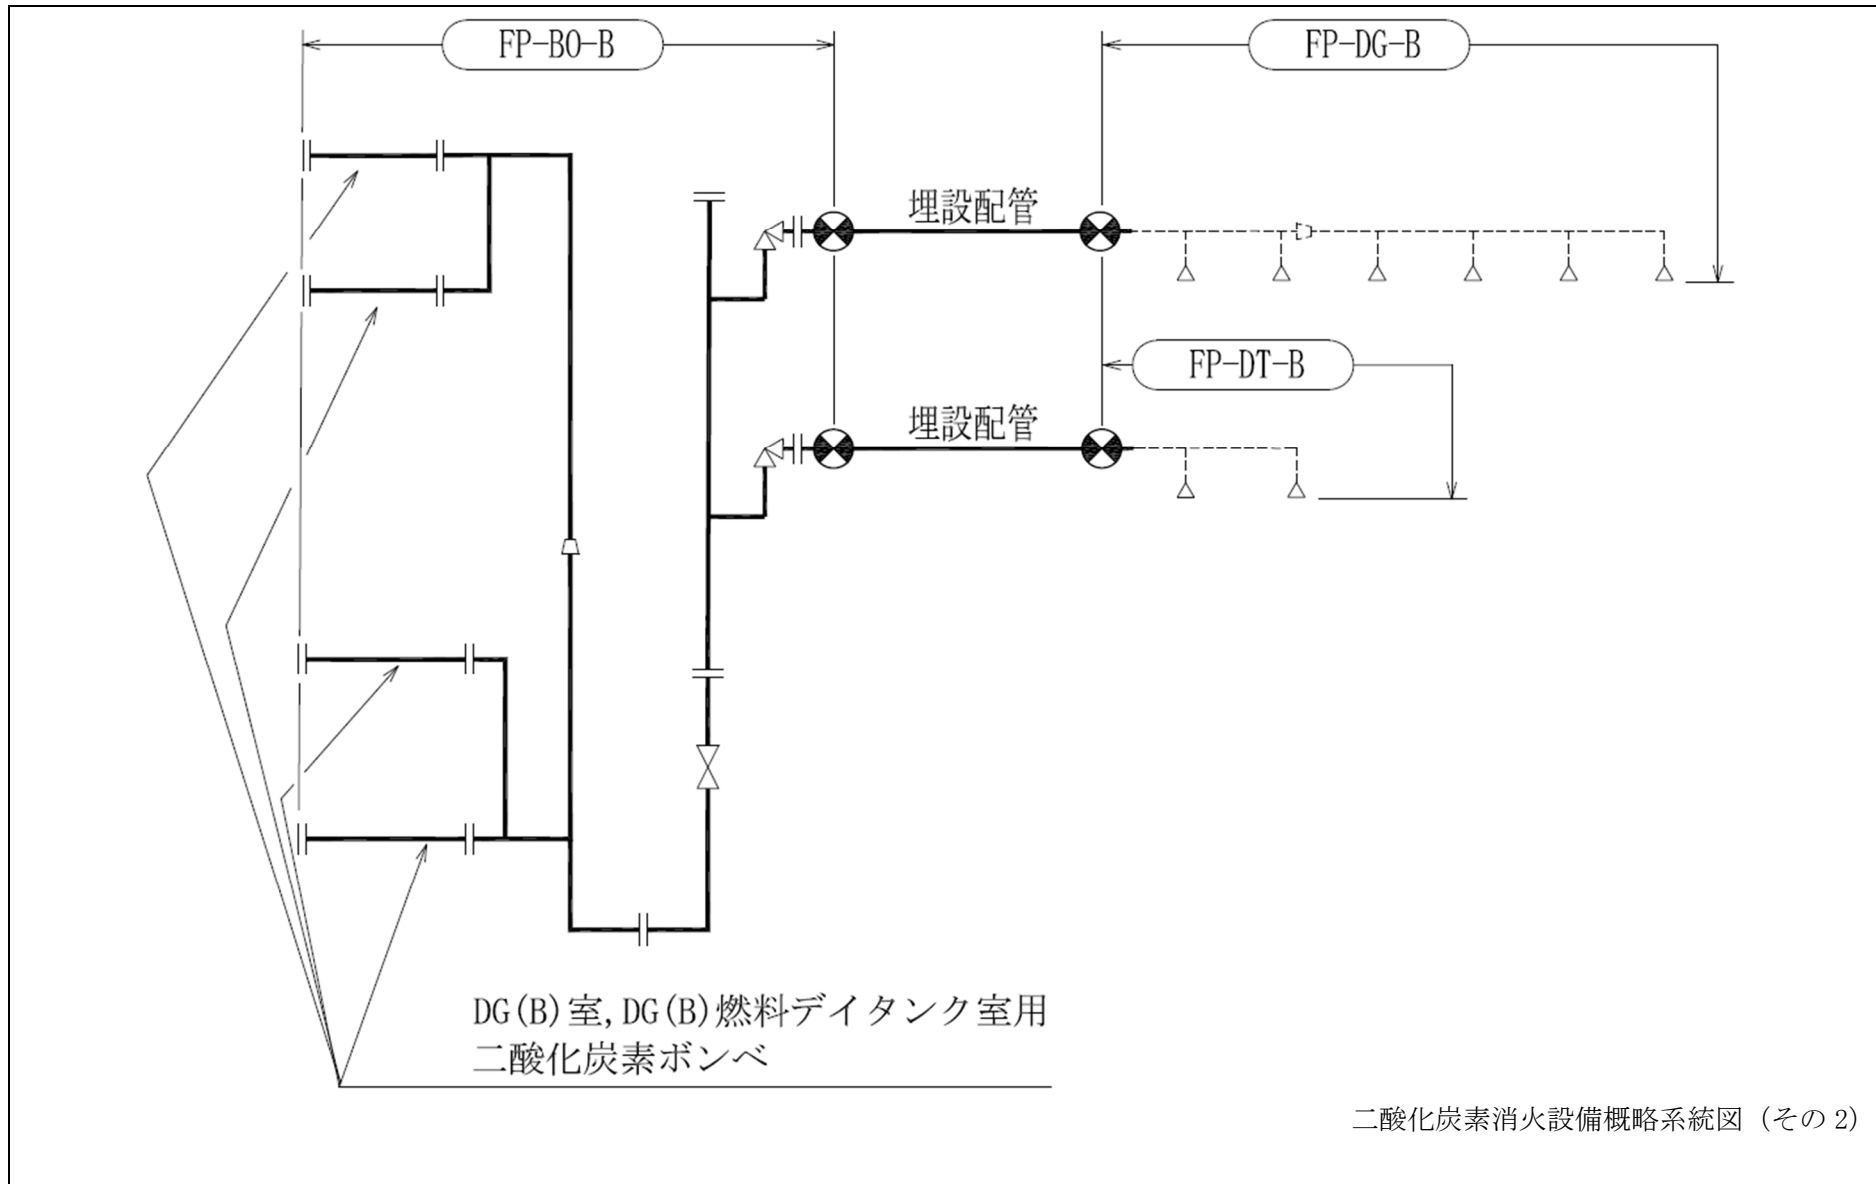 FP-BO-B
FP-DG-B
埋設配管
FP-DT-B
埋設配管
DG(B)室,DG(B)燃料デイタンク室用
二酸化炭素ボンベ
二酸化炭素消火設備概略系統図（その2）